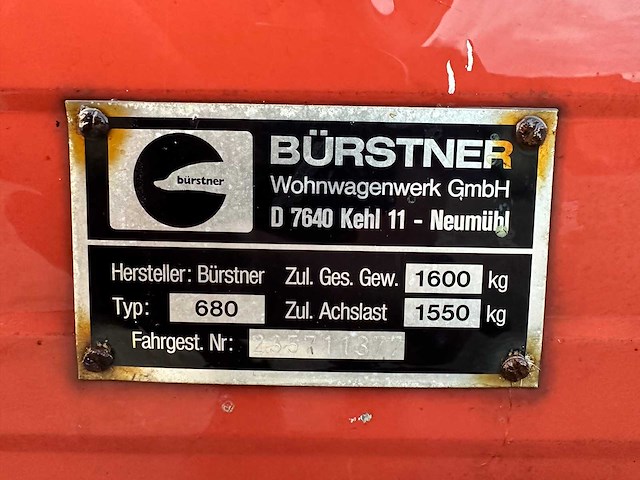 bürstner
BÜRSTNER
Wohnwagenwerk GmbH
D 7640 Kehl 11 - Neumühl
Hersteller: Bürstner Zul. Ges. Gew. 1600 kg
Typ: 680 Zul. Achslast 1550 kg
Fahrgest. Nr: